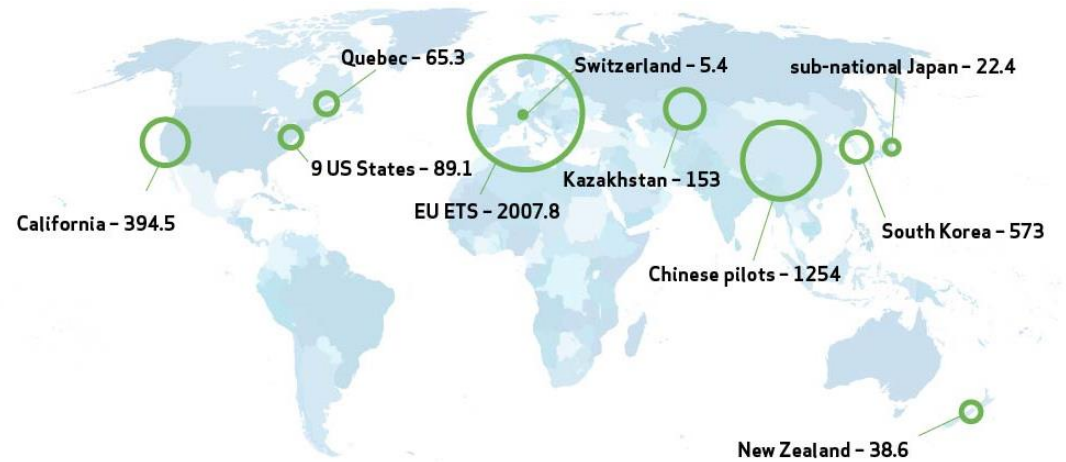 Quebec – 65.3
Switzerland – 5.4
sub-national Japan – 22.4
9 US States – 89.1
Kazakhstan – 153
EU ETS – 2007.8
California – 394.5
South Korea – 573
Chinese pilots – 1254
New Zealand – 38.6